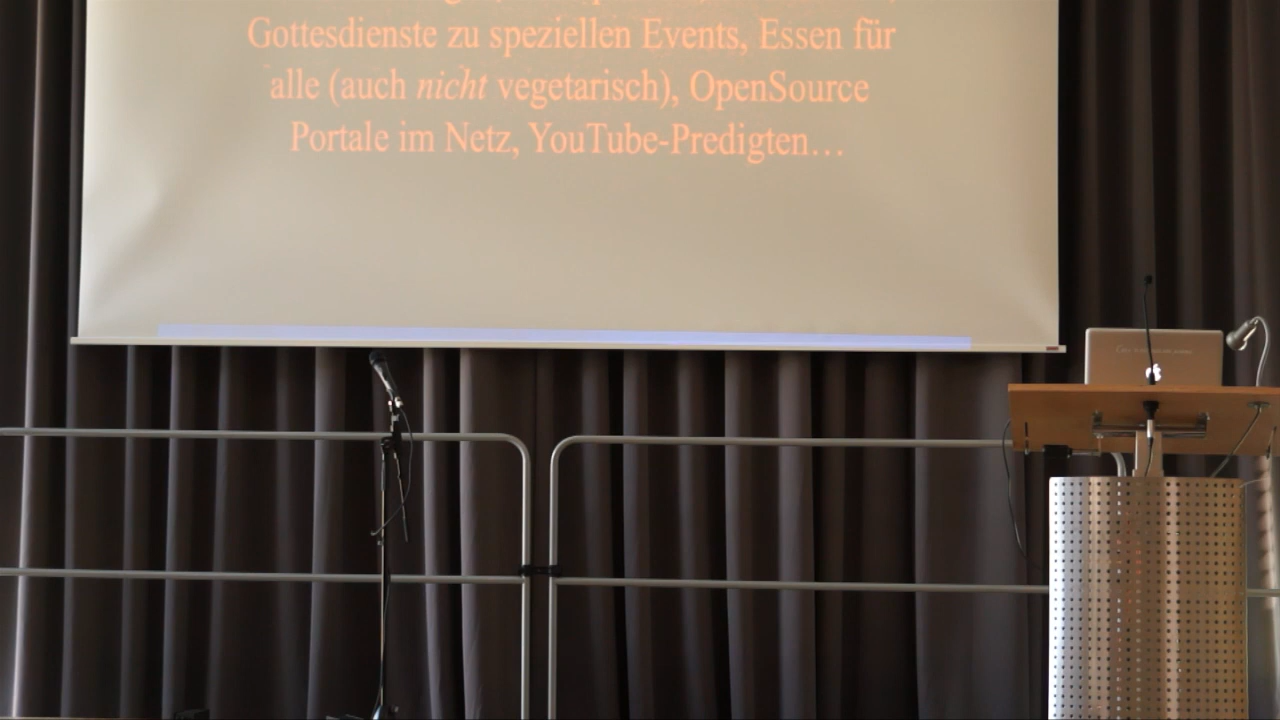 Gottesdienste zu speziellen Events, Essen für
alle (auch nicht vegetarisch), OpenSource
Portale im Netz, YouTube-Predigten…